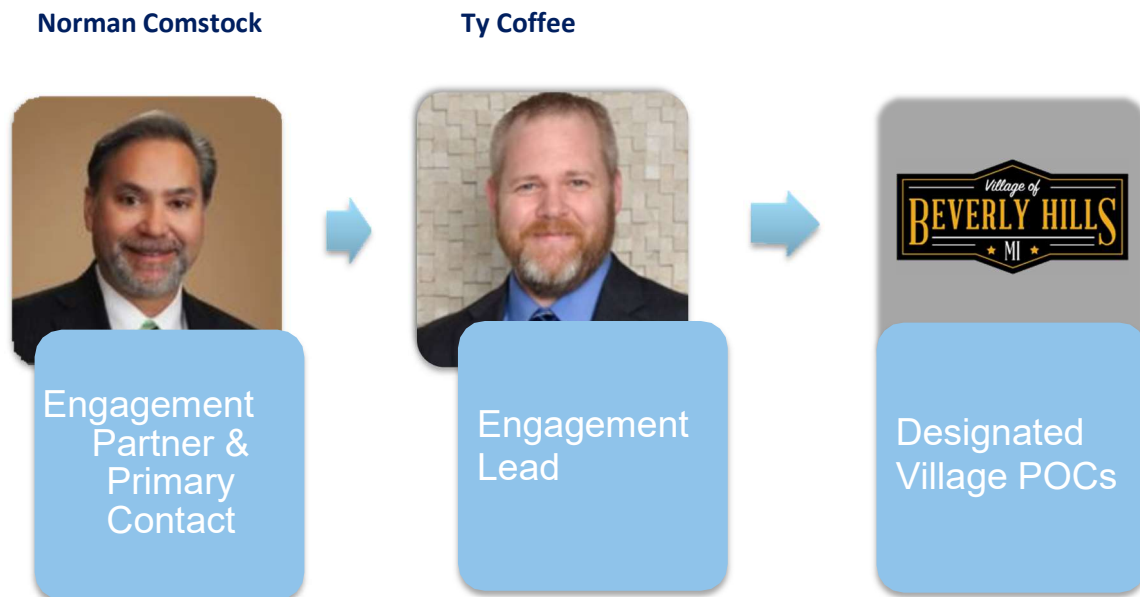 Norman Comstock
Ty Coffee
Village of
BEVERLY HILLS
MI
Engagement
Partner &
Primary
Contact
Engagement
Lead
Designated
Village POCs